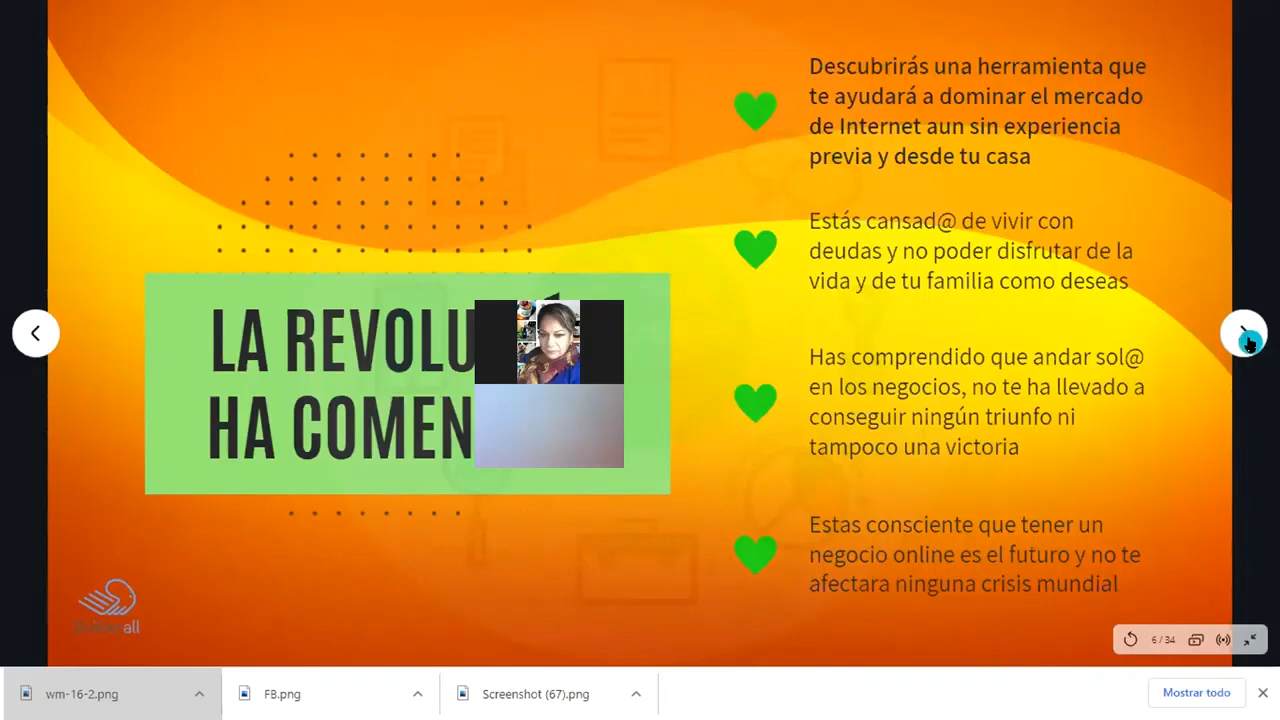 Descubrirás una herramienta que
te ayudará a dominar el mercado
de Internet aun sin experiencia
previa y desde tu casa
Estás cansad@ de vivir con
deudas y no poder disfrutar de la
vida y de tu familia como deseas
LA REVOLU
HA COMEN
Has comprendido que andar sol@
en los negocios, no te ha llevado a
conseguir ningún triunfo ni
tampoco una victoria
Estas consciente que tener un
negocio online es el futuro y no te
afectara ninguna crisis mundial
6 / 34
wm-16-2.png
FB.png
Screenshot (67).png
Mostrar todo